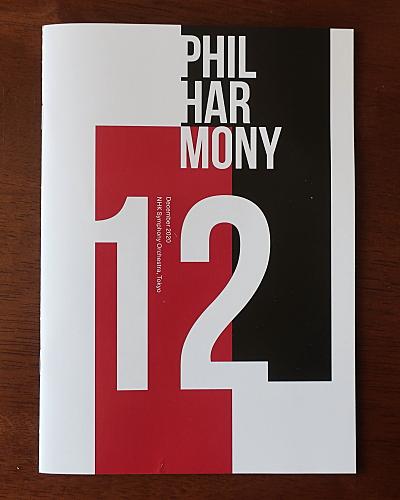 PHIL
HAR
MONY
12
December 2020
NHK Symphony Orchestra, Tokyo